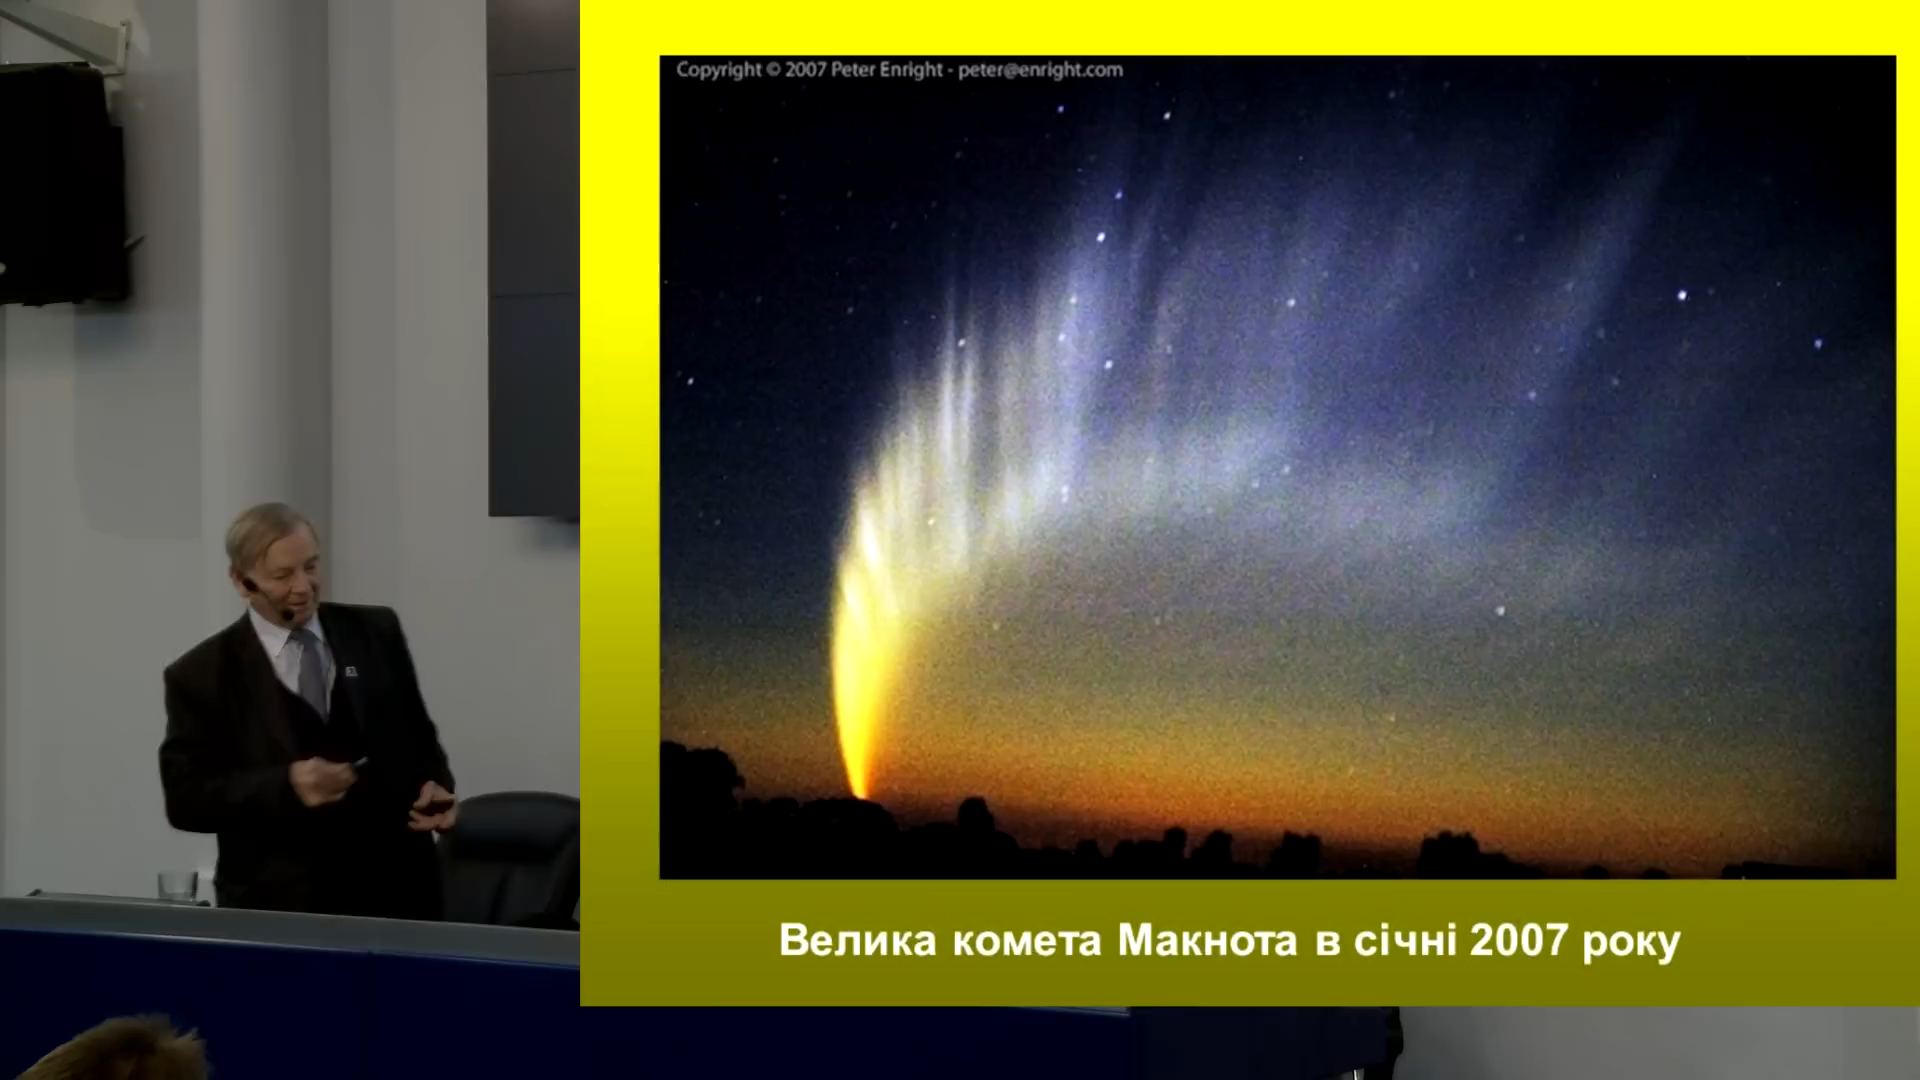 Copyright © 2007 Peter Enright - peter@enright.com
Велика комета Макнота в січні 2007 року